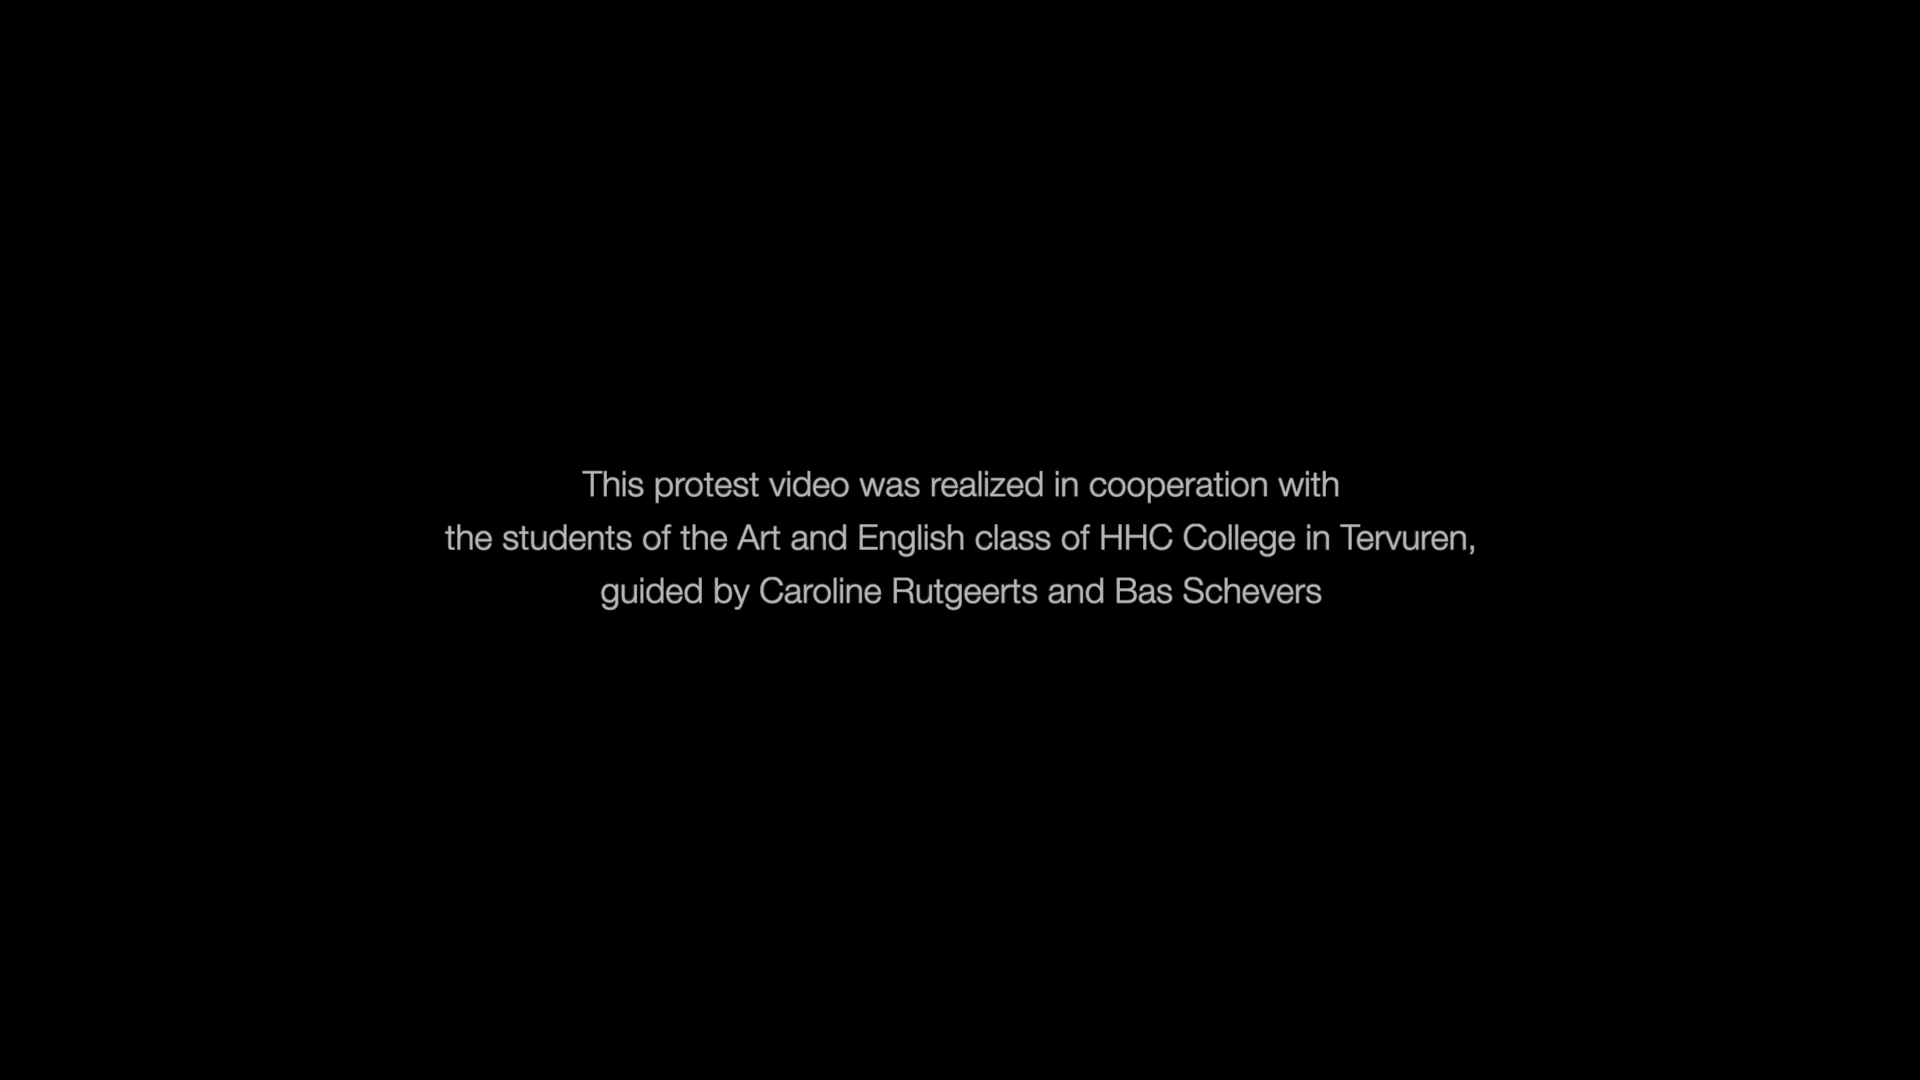 This protest video was realized in cooperation with
the students of the Art and English class of HHC College in Tervuren,
guided by Caroline Rutgeerts and Bas Schevers